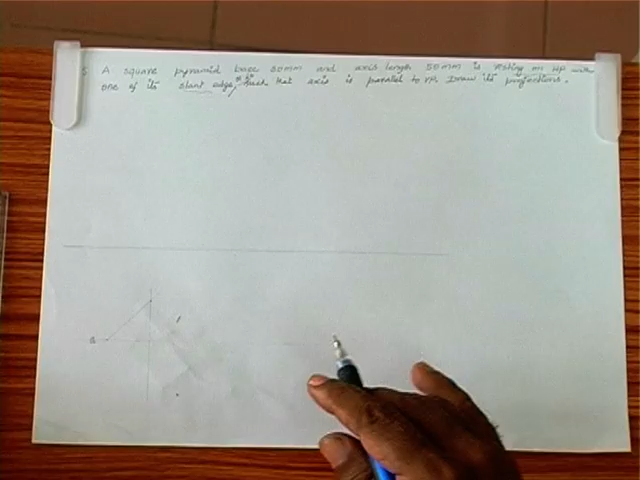 A square pyramid base 30mm and axis length 50mm is resting on HP with
one of its slant edge, such that axis is parallel to VP. Draw its projections.
a